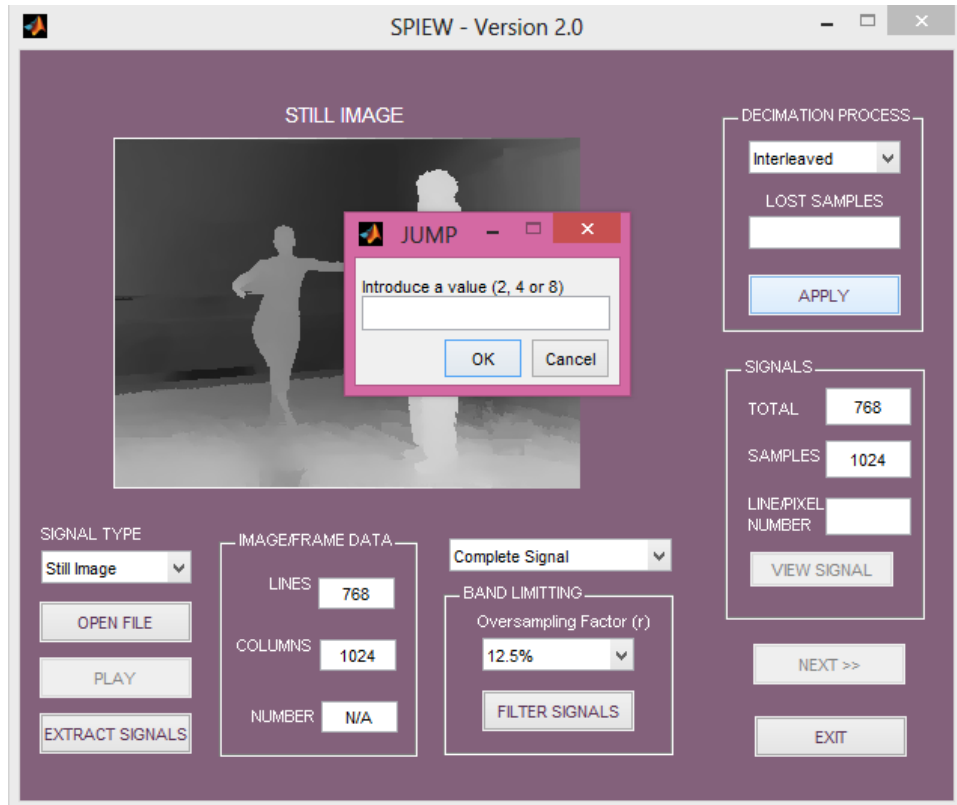 SPIEW - Version 2.0
STILL IMAGE
JUMP
Introduce a value (2, 4 or 8)
OK
Cancel
DECIMATION PROCESS
Interleaved
LOST SAMPLES
APPLY
SIGNALS
TOTAL
768
SAMPLES
1024
LINE/PIXEL
NUMBER
VIEW SIGNAL
NEXT >>
EXIT
SIGNAL TYPE
Still Image
OPEN FILE
PLAY
EXTRACT SIGNALS
IMAGE/FRAME DATA
LINES
768
COLUMNS
1024
NUMBER
N/A
Complete Signal
BAND LIMITTING
Oversampling Factor (r)
12.5%
FILTER SIGNALS